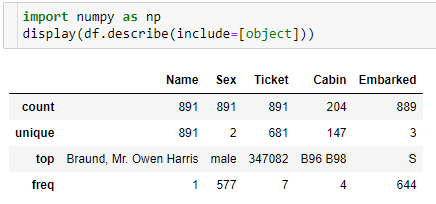 import numpy as np
display(df.describe(include=[object]))
Name Sex Ticket Cabin Embarked
count 891 891 891 204 889
unique 891 2 681 147 3
top Braund, Mr. Owen Harris male 347082 B96 B98 S
freq 1 577 7 4 644